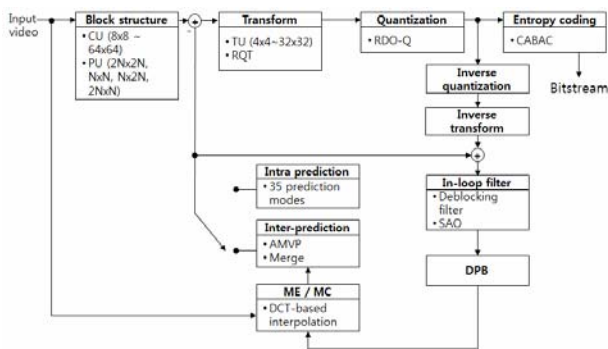 Input
video
Block structure
• CU (8x8 ~
64x64)
• PU (2Nx2N,
NxN, Nx2N,
2NxN)
+
-
Transform
• TU (4x4~32x32)
• RQT
Quantization
• RDO-Q
Entropy coding
• CABAC
Bitstream
Inverse
quantization
Inverse
transform
+
Intra prediction
• 35 prediction
modes
Inter-prediction
• AMVP
• Merge
In-loop filter
• Deblocking
filter
• SAO
DPB
ME / MC
• DCT-based
interpolation